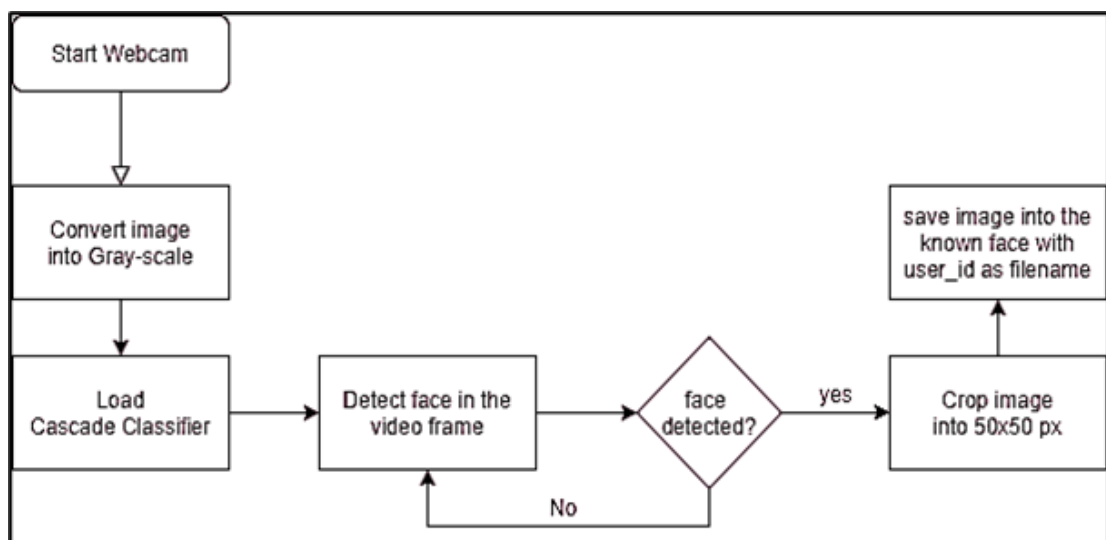 Start Webcam
Convert image
into Gray-scale
Load
Cascade Classifier
Detect face in the
video frame
face
detected?
No
yes
Crop image
into 50x50 px
save image into the
known face with
user_id as filename